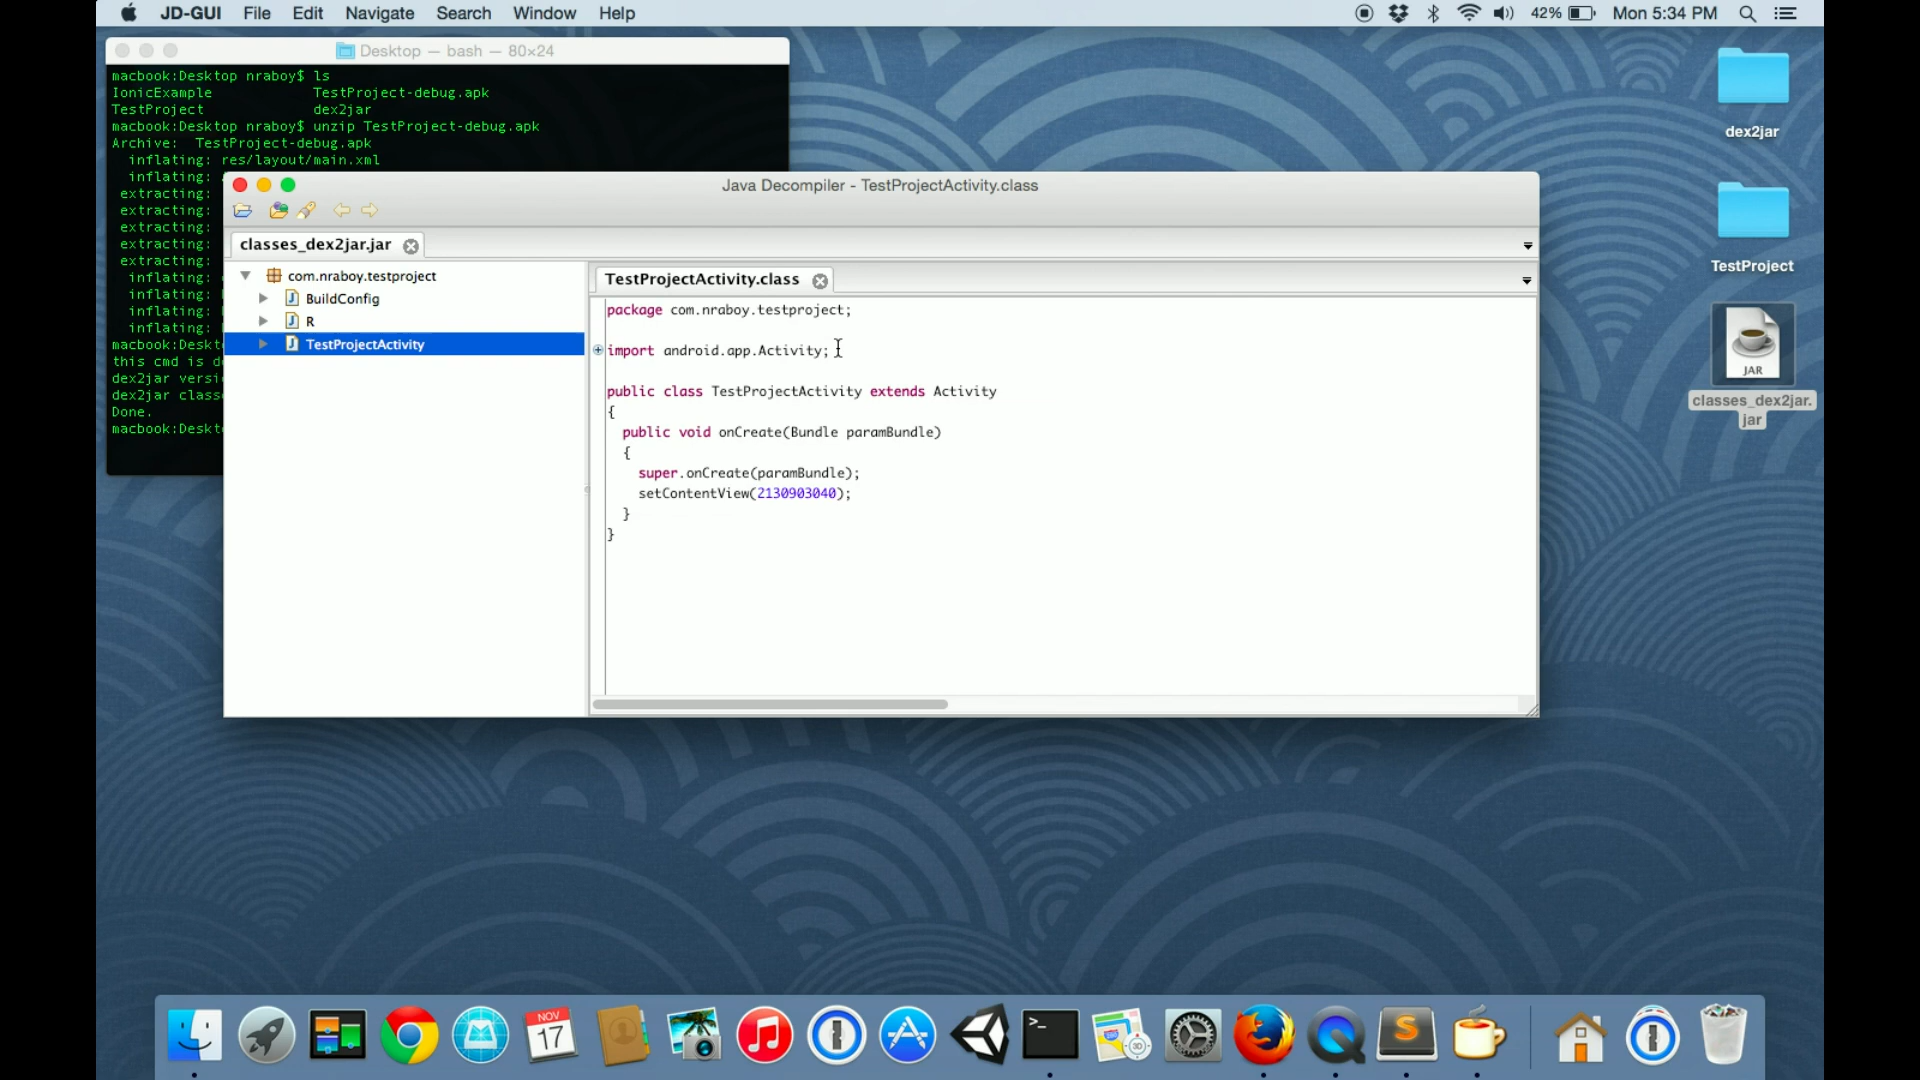 JD-GUI File Edit Navigate Search Window Help
42% Mon 5:34 PM
Desktop — bash — 80×24
macbook:Desktop nraboy$ ls
IonicExample TestProject-debug.apk
TestProject dex2jar
macbook:Desktop nraboy$ unzip TestProject-debug.apk
Archive: TestProject-debug.apk
inflating: res/layout/main.xml
inflating:
extracting:
extracting:
extracting:
extracting:
extracting:
inflating:
inflating:
inflating:
inflating:
macbook:Deskt
this cmd is d
dex2jar versi
dex2jar class
Done.
macbook:Deskt
Java Decompiler - TestProjectActivity.class
classes_dex2jar.jar
com.nraboy.testproject
BuildConfig
R
TestProjectActivity
TestProjectActivity.class
package com.nraboy.testproject;
import android.app.Activity;
public class TestProjectActivity extends Activity
{
public void onCreate(Bundle paramBundle)
{
super.onCreate(paramBundle);
setContentView(2130903040);
}
}
dex2jar
TestProject
JAR
classes_dex2jar.
jar
NOV
17
3D